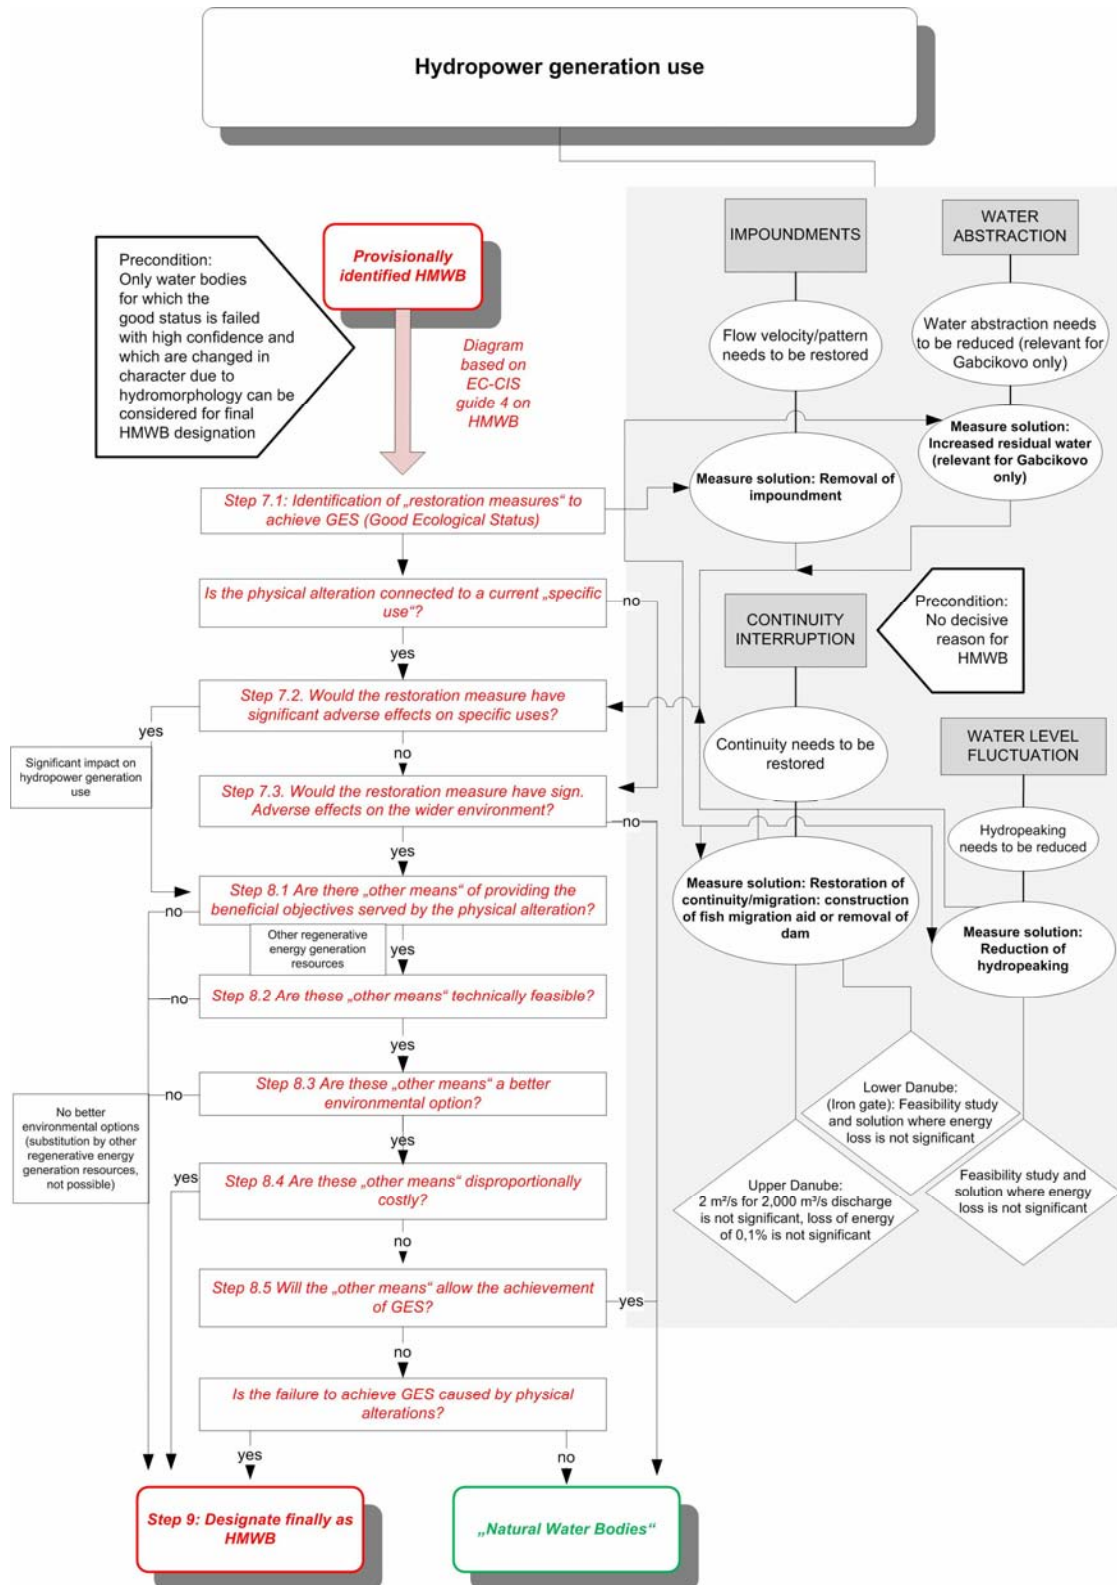 Hydropower generation use
Precondition:
Only water bodies
for which the
good status is failed
with high confidence and
which are changed in
character due to
hydromorphology can be
considered for final
HMWB designation
Provisionally
identified HMWB
Diagram
based on
EC-CIS
guide 4 on
HMWB
IMPOUNDMENTS
WATER
ABSTRACTION
Flow velocity/pattern
needs to be restored
Water abstraction needs
to be reduced (relevant for
Gabcikovo only)
Measure solution:
Increased residual water
(relevant for Gabcikovo
only)
Measure solution: Removal of
impoundment
Step 7.1: Identification of „restoration measures“ to
achieve GES (Good Ecological Status)
Is the physical alteration connected to a current „specific
use“?
no
yes
CONTINUITY
INTERRUPTION
Precondition:
No decisive
reason for
HMWB
Step 7.2. Would the restoration measure have
significant adverse effects on specific uses?
yes
no
Significant impact on
hydropower generation
use
Continuity needs to be
restored
WATER LEVEL
FLUCTUATION
Step 7.3. Would the restoration measure have sign.
Adverse effects on the wider environment?
no
yes
Hydropeaking
needs to be reduced
Step 8.1 Are there „other means“ of providing the
beneficial objectives served by the physical alteration?
no
Other regenerative
energy generation
resources
yes
Measure solution: Restoration of
continuity/migration: construction
of fish migration aid or removal of
dam
Measure solution:
Reduction of
hydropeaking
Step 8.2 Are these „other means“ technically feasible?
no
yes
Step 8.3 Are these „other means“ a better
environmental option?
no
yes
No better
environmental options
(substitution by other
regenerative energy
generation resources,
not possible)
Lower Danube:
(Iron gate): Feasibility study
and solution where energy
loss is not significant
Step 8.4 Are these „other means“ disproportionally
costly?
yes
no
Upper Danube:
2 m²/s for 2,000 m³/s discharge
is not significant, loss of energy
of 0,1% is not significant
Feasibility study and
solution where energy
loss is not significant
Step 8.5 Will the „other means“ allow the achievement
of GES?
yes
no
Is the failure to achieve GES caused by physical
alterations?
yes
no
Step 9: Designate finally as
HMWB
„Natural Water Bodies“